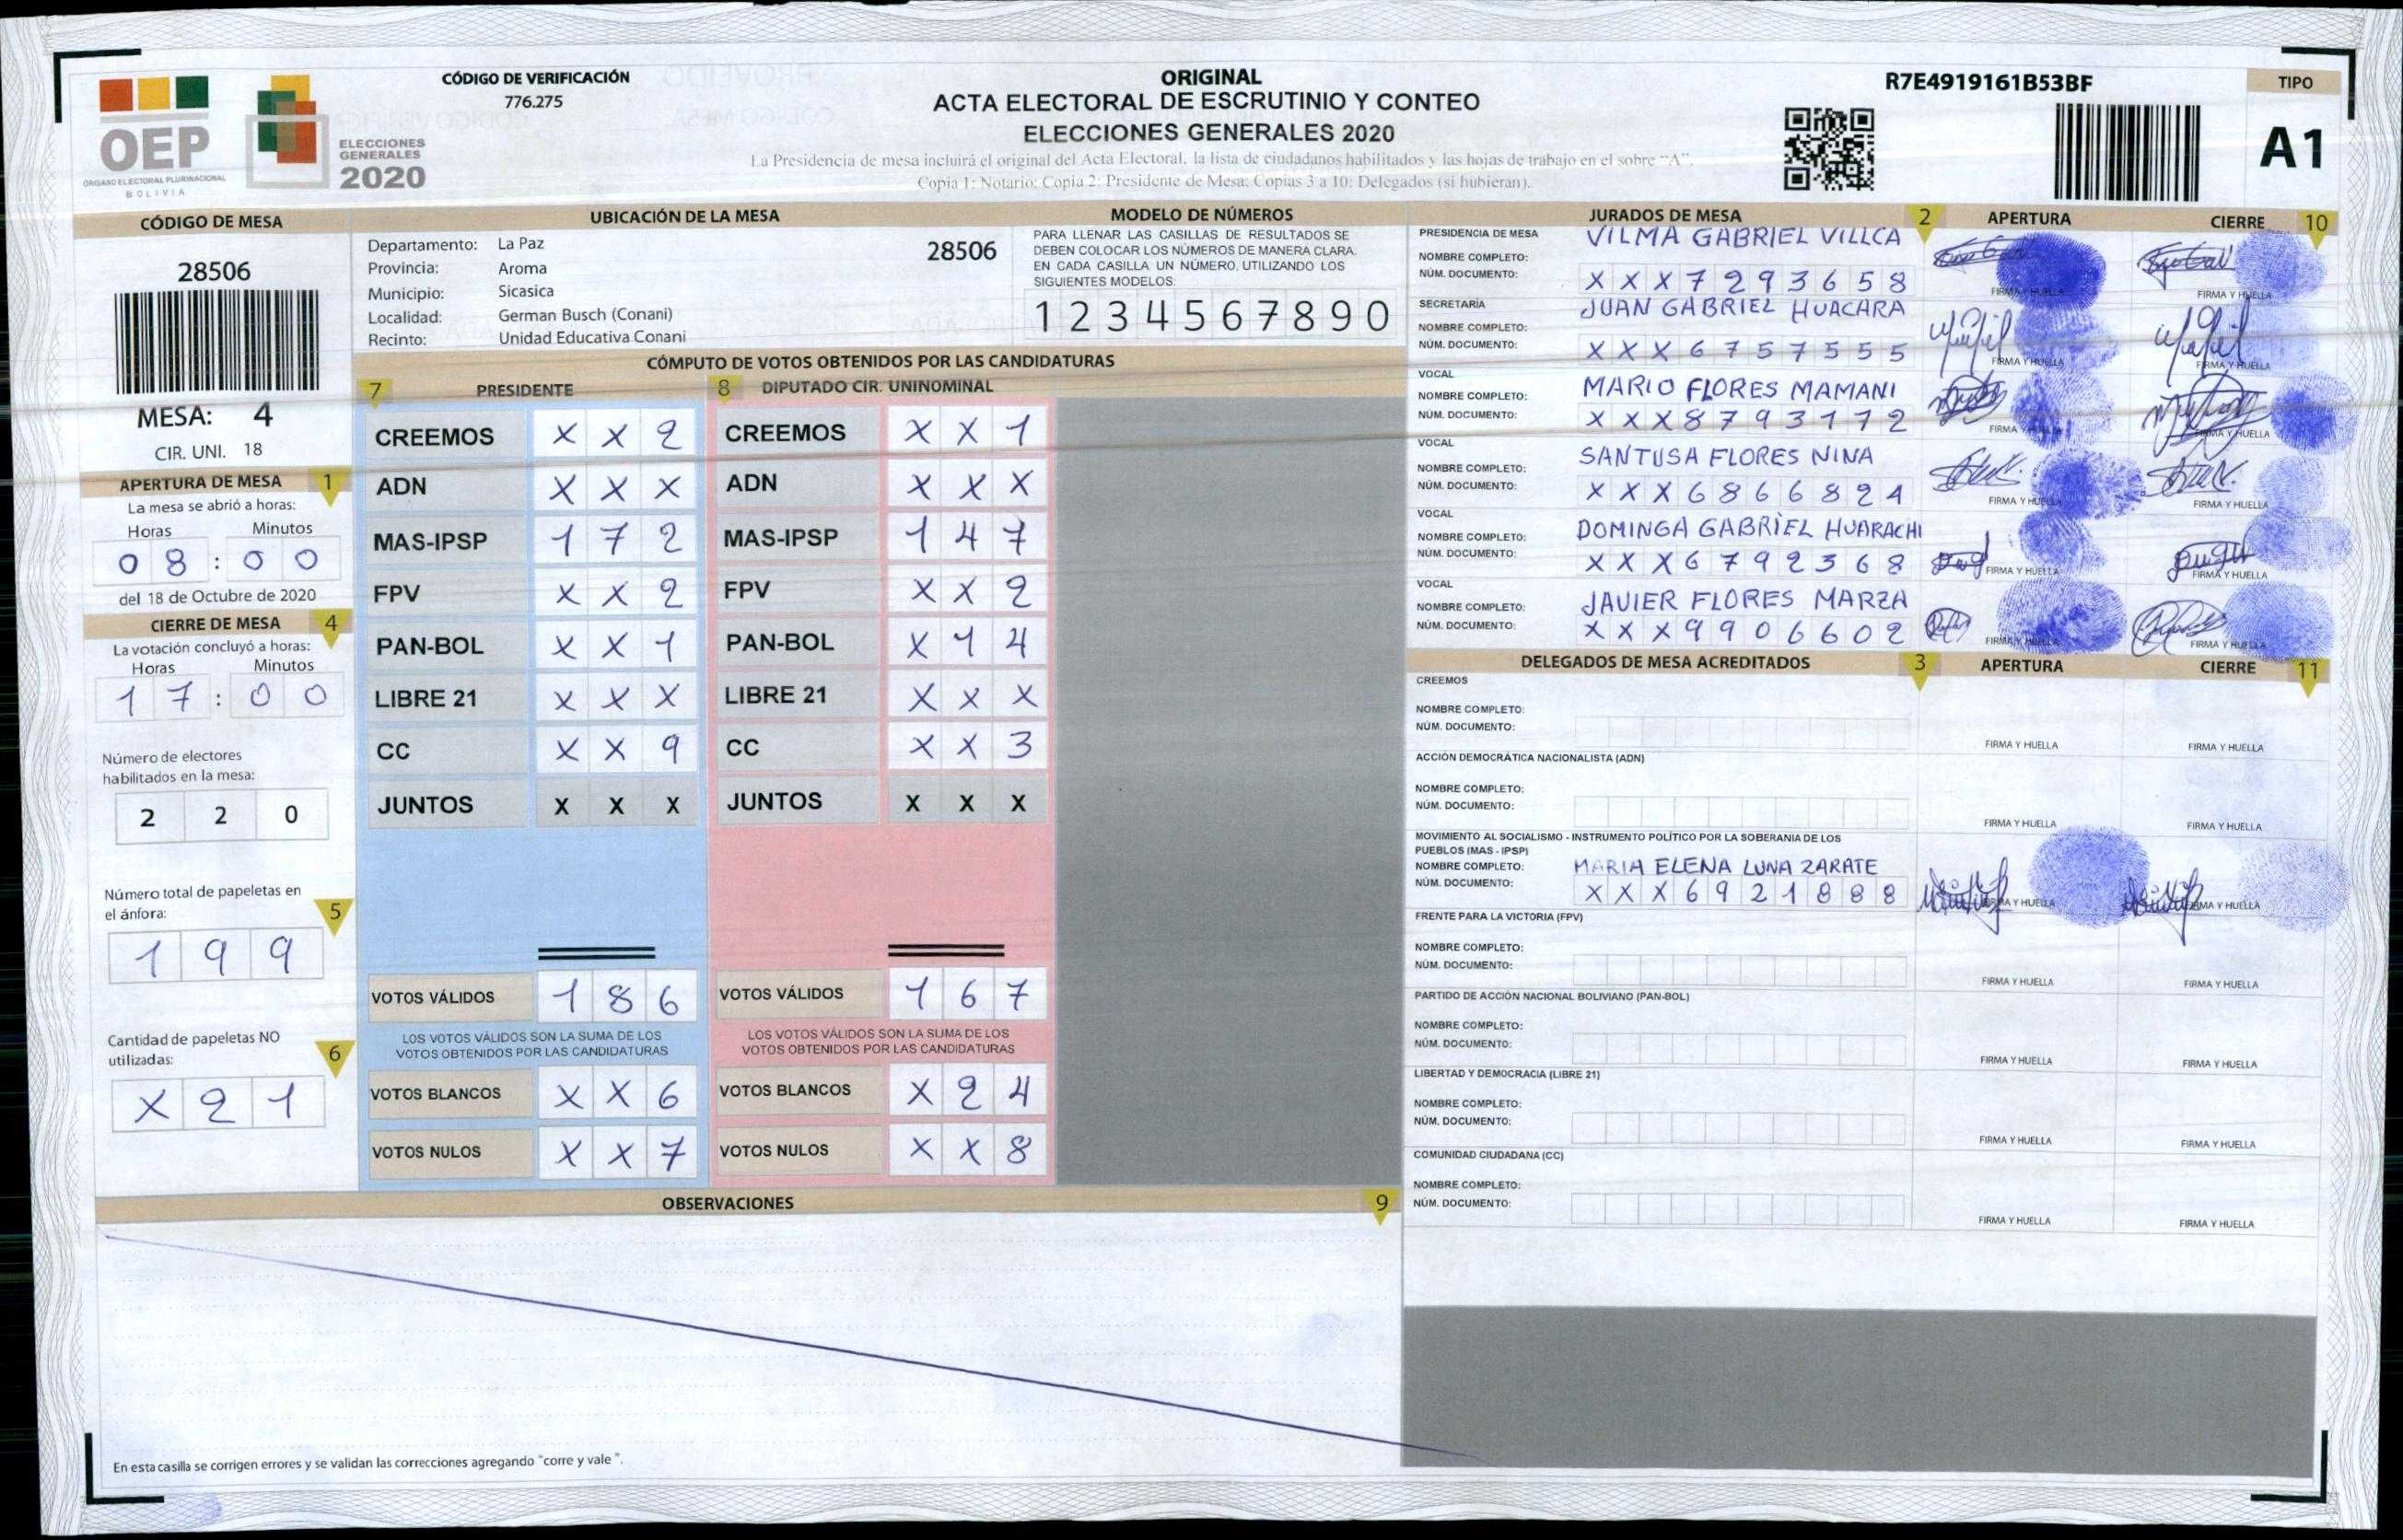 OEP
ÓRGANO ELECTORAL PLURINACIONAL
BOLIVIA
ELECCIONES
GENERALES
2020
CÓDIGO DE VERIFICACIÓN
776.275
ORIGINAL
ACTA ELECTORAL DE ESCRUTINIO Y CONTEO
ELECCIONES GENERALES 2020
La Presidencia de mesa incluirá el original del Acta Electoral, la lista de ciudadanos habilitados y las hojas de trabajo en el sobre "A".
Copia 1: Notario; Copia 2: Presidente de Mesa; Copias 3 a 10: Delegados (si hubieran).
R7E4919161B53BF
TIPO
A1
CÓDIGO DE MESA
28506
MESA: 4
CIR. UNI. 18
APERTURA DE MESA 1
La mesa se abrió a horas:
Horas Minutos
0 8 : 0 0
del 18 de Octubre de 2020
CIERRE DE MESA 4
La votación concluyó a horas:
Horas Minutos
1 7 : 0 0
Número de electores
habilitados en la mesa:
2 2 0
Número total de papeletas en
el ánfora: 5
1 9 9
Cantidad de papeletas NO
utilizadas: 6
X 2 1
UBICACIÓN DE LA MESA
Departamento: La Paz 28506
Provincia: Aroma
Municipio: Sicasica
Localidad: German Busch (Conani)
Recinto: Unidad Educativa Conani
MODELO DE NÚMEROS
PARA LLENAR LAS CASILLAS DE RESULTADOS SE
DEBEN COLOCAR LOS NÚMEROS DE MANERA CLARA.
EN CADA CASILLA UN NÚMERO, UTILIZANDO LOS
SIGUIENTES MODELOS:
1 2 3 4 5 6 7 8 9 0
CÓMPUTO DE VOTOS OBTENIDOS POR LAS CANDIDATURAS
7 PRESIDENTE
CREEMOS X X 2
ADN X X X
MAS-IPSP 1 7 2
FPV X X 2
PAN-BOL X X 1
LIBRE 21 X X X
CC X X 9
JUNTOS X X X
VOTOS VÁLIDOS 1 8 6
LOS VOTOS VÁLIDOS SON LA SUMA DE LOS
VOTOS OBTENIDOS POR LAS CANDIDATURAS
VOTOS BLANCOS X X 6
VOTOS NULOS X X 7
8 DIPUTADO CIR. UNINOMINAL
CREEMOS X X 1
ADN X X X
MAS-IPSP 1 4 7
FPV X X 2
PAN-BOL X 1 4
LIBRE 21 X X X
CC X X 3
JUNTOS X X X
VOTOS VÁLIDOS 1 6 7
LOS VOTOS VÁLIDOS SON LA SUMA DE LOS
VOTOS OBTENIDOS POR LAS CANDIDATURAS
VOTOS BLANCOS X 2 4
VOTOS NULOS X X 8
OBSERVACIONES 9
En esta casilla se corrigen errores y se validan las correcciones agregando "corre y vale".
JURADOS DE MESA 2 APERTURA CIERRE 10
PRESIDENCIA DE MESA
NOMBRE COMPLETO: VILMA GABRIEL VILLCA
NÚM. DOCUMENTO: X X X 7 2 9 3 6 5 8
FIRMA Y HUELLA FIRMA Y HUELLA
SECRETARÍA
NOMBRE COMPLETO: JUAN GABRIEL HUACARA
NÚM. DOCUMENTO: X X X 6 7 5 7 5 5 5
FIRMA Y HUELLA FIRMA Y HUELLA
VOCAL
NOMBRE COMPLETO: MARIO FLORES MAMANI
NÚM. DOCUMENTO: X X X 8 7 9 3 1 7 2
FIRMA Y HUELLA FIRMA Y HUELLA
VOCAL
NOMBRE COMPLETO: SANTUSA FLORES NINA
NÚM. DOCUMENTO: X X X 6 8 6 6 8 2 4
FIRMA Y HUELLA FIRMA Y HUELLA
VOCAL
NOMBRE COMPLETO: DOMINGA GABRIEL HUARACHI
NÚM. DOCUMENTO: X X X 6 7 9 2 3 6 8
FIRMA Y HUELLA FIRMA Y HUELLA
VOCAL
NOMBRE COMPLETO: JAVIER FLORES MARZA
NÚM. DOCUMENTO: X X X 9 9 0 6 6 0 2
FIRMA Y HUELLA FIRMA Y HUELLA
DELEGADOS DE MESA ACREDITADOS 3 APERTURA CIERRE 11
CREEMOS
NOMBRE COMPLETO:
NÚM. DOCUMENTO:
FIRMA Y HUELLA FIRMA Y HUELLA
ACCIÓN DEMOCRÁTICA NACIONALISTA (ADN)
NOMBRE COMPLETO:
NÚM. DOCUMENTO:
FIRMA Y HUELLA FIRMA Y HUELLA
MOVIMIENTO AL SOCIALISMO - INSTRUMENTO POLÍTICO POR LA SOBERANIA DE LOS
PUEBLOS (MAS - IPSP)
NOMBRE COMPLETO: MARIA ELENA LUNA ZARATE
NÚM. DOCUMENTO: X X X 6 9 2 1 8 8 8
FIRMA Y HUELLA FIRMA Y HUELLA
FRENTE PARA LA VICTORIA (FPV)
NOMBRE COMPLETO:
NÚM. DOCUMENTO:
FIRMA Y HUELLA FIRMA Y HUELLA
PARTIDO DE ACCIÓN NACIONAL BOLIVIANO (PAN-BOL)
NOMBRE COMPLETO:
NÚM. DOCUMENTO:
FIRMA Y HUELLA FIRMA Y HUELLA
LIBERTAD Y DEMOCRACIA (LIBRE 21)
NOMBRE COMPLETO:
NÚM. DOCUMENTO:
FIRMA Y HUELLA FIRMA Y HUELLA
COMUNIDAD CIUDADANA (CC)
NOMBRE COMPLETO:
NÚM. DOCUMENTO:
FIRMA Y HUELLA FIRMA Y HUELLA